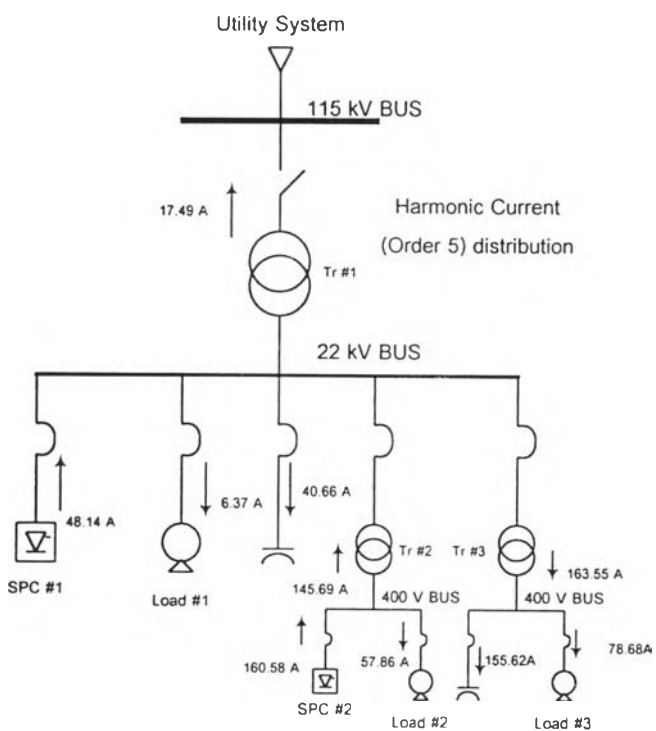 Utility System
115 kV BUS
17.49 A
Harmonic Current
(Order 5) distribution
Tr #1
22 kV BUS
48.14 A
6.37 A
40.66 A
SPC #1
Load #1
Tr #2
Tr #3
145.69 A
163.55 A
400 V BUS
400 V BUS
160.58 A
57.86 A
155.62A
78.68A
SPC #2
Load #2
Load #3